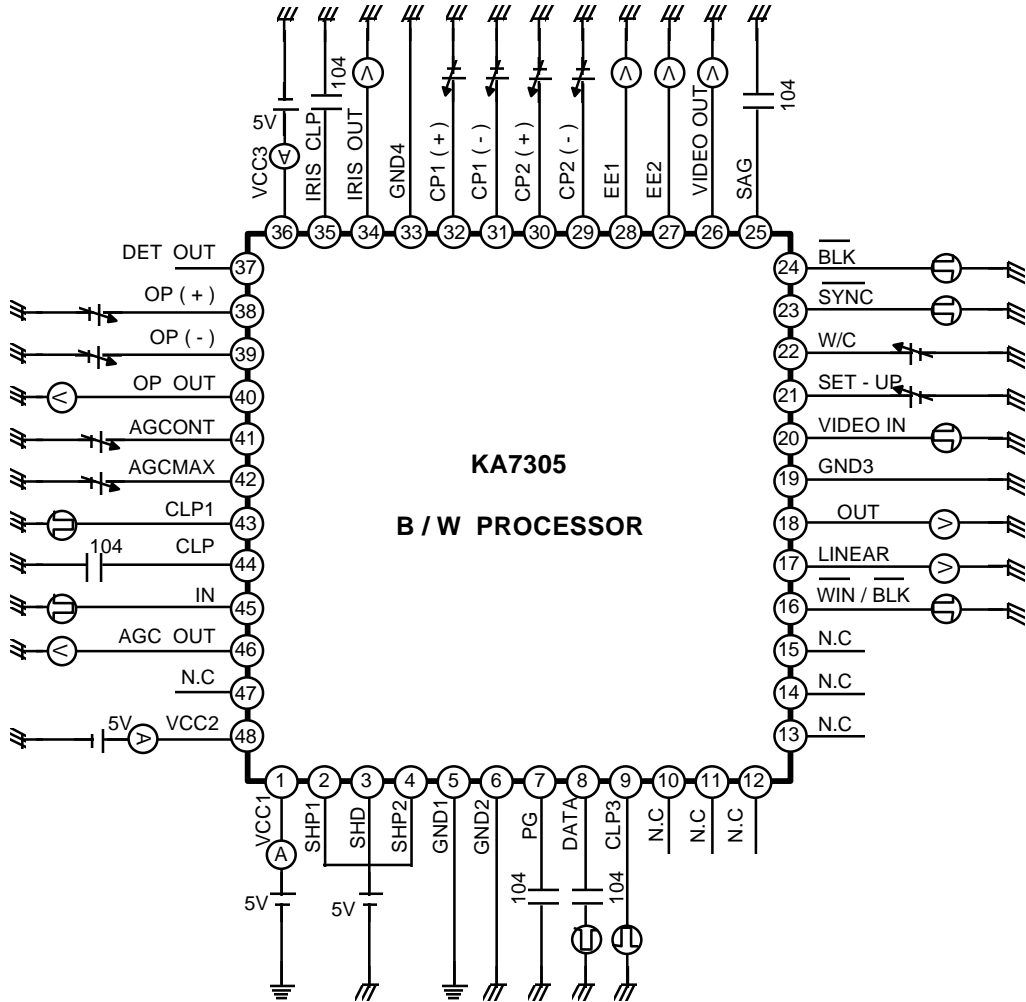 5V
A
VCC3
104
IRIS CLP
V
IRIS OUT
GND4
CP1 ( + )
CP1 ( - )
CP2 ( + )
CP2 ( - )
V
EE1
V
EE2
V
VIDEO OUT
104
SAG
36
35
34
33
32
31
30
29
28
27
26
25
DET OUT
37
OP ( + )
38
OP ( - )
39
V
OP OUT
40
AGCONT
41
AGCMAX
42
CLP1
43
104
CLP
44
IN
45
V
AGC OUT
46
N.C
47
5V
A
VCC2
48
KA7305
B / W PROCESSOR
24
BLK
23
SYNC
22
W/C
21
SET - UP
20
VIDEO IN
19
GND3
18
OUT
V
17
LINEAR
V
16
WIN / BLK
15
N.C
14
N.C
13
N.C
1
2
3
4
5
6
7
8
9
10
11
12
VCC1
SHP1
SHD
SHP2
GND1
GND2
PG
DATA
CLP3
N.C
N.C
N.C
A
5V
5V
104
104